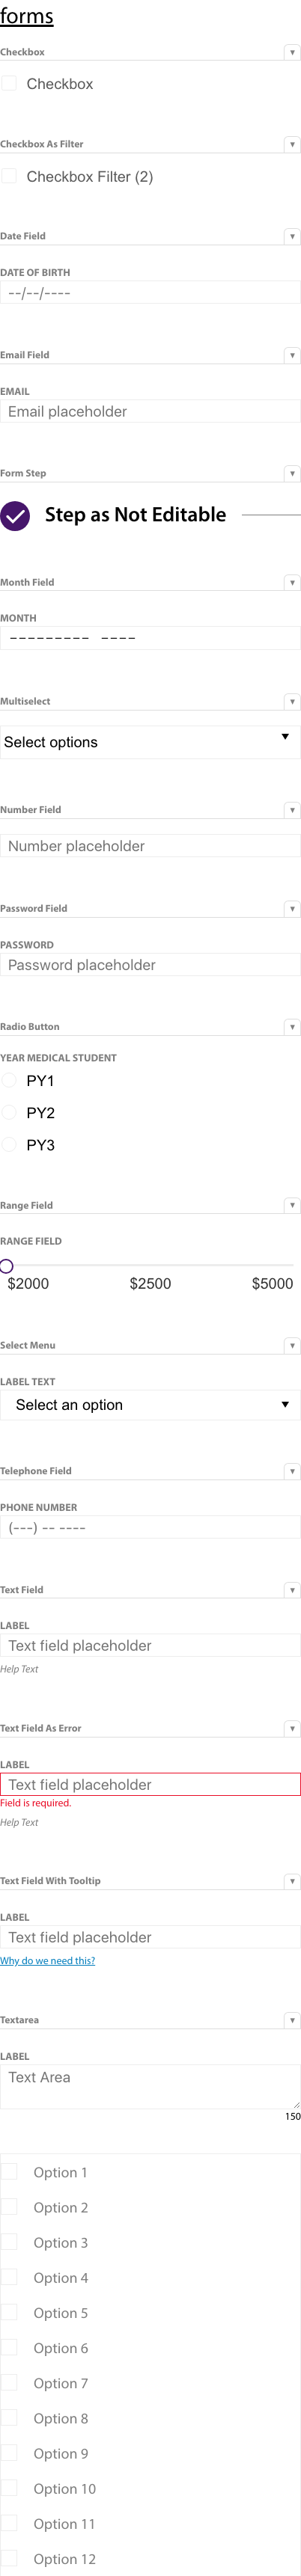 forms
Checkbox
Checkbox
Checkbox As Filter
Checkbox Filter (2)
Date Field
DATE OF BIRTH
--/--/----
Email Field
EMAIL
Email placeholder
Form Step
Step as Not Editable
Month Field
MONTH
--------- ----
Multiselect
Select options
Number Field
Number placeholder
Password Field
PASSWORD
Password placeholder
Radio Button
YEAR MEDICAL STUDENT
PY1
PY2
PY3
Range Field
RANGE FIELD
$2000 $2500 $5000
Select Menu
LABEL TEXT
Select an option
Telephone Field
PHONE NUMBER
(---) -- ----
Text Field
LABEL
Text field placeholder
Help Text
Text Field As Error
LABEL
Text field placeholder
Field is required.
Help Text
Text Field With Tooltip
LABEL
Text field placeholder
Why do we need this?
Textarea
LABEL
Text Area
150
Option 1
Option 2
Option 3
Option 4
Option 5
Option 6
Option 7
Option 8
Option 9
Option 10
Option 11
Option 12